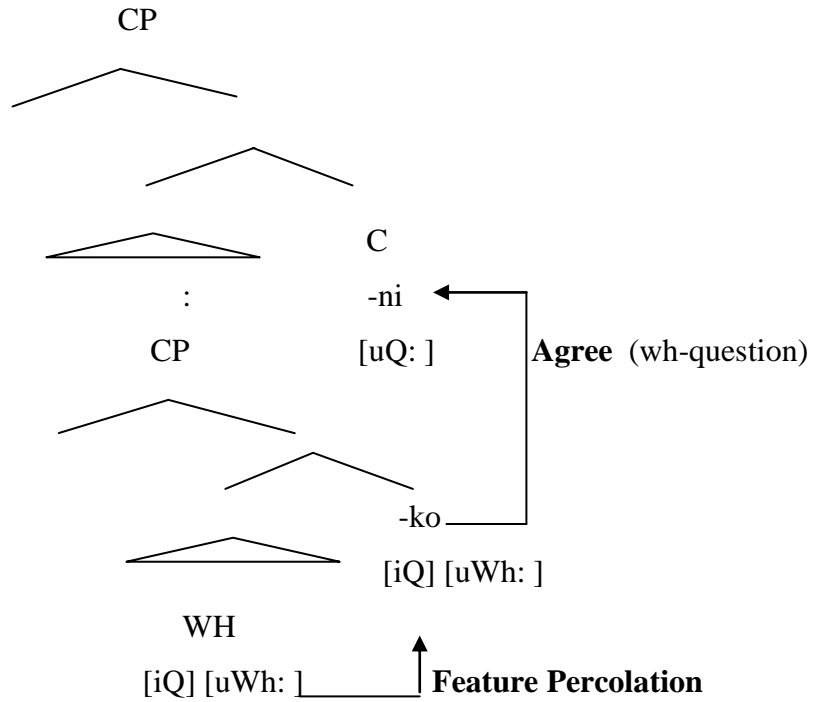 CP
C
: -ni
CP [uQ: ] Agree (wh-question)
-ko
[iQ] [uWh: ]
WH
[iQ] [uWh: ] Feature Percolation